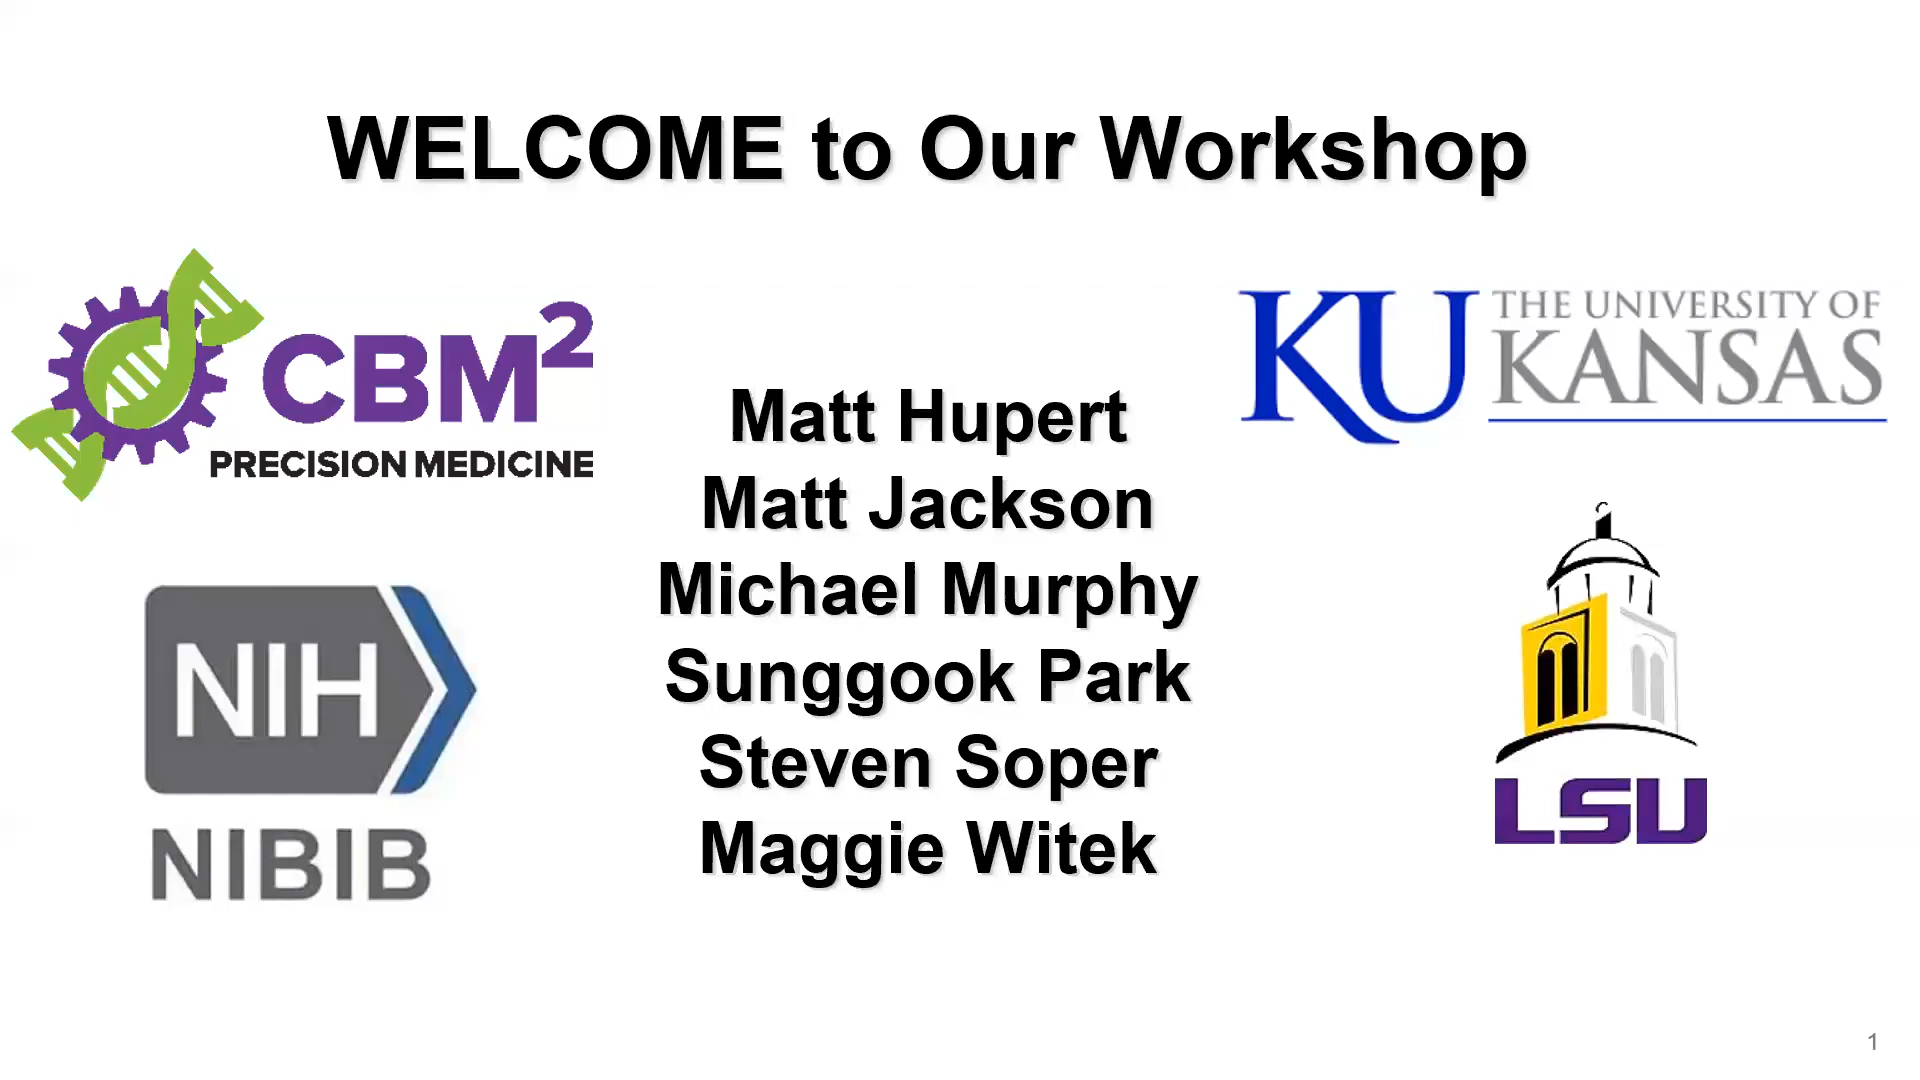 WELCOME to Our Workshop
CBM²
PRECISION MEDICINE
KU THE UNIVERSITY OF
KANSAS
Matt Hupert
Matt Jackson
Michael Murphy
Sunggook Park
Steven Soper
Maggie Witek
NIH
NIBIB
LSU
1